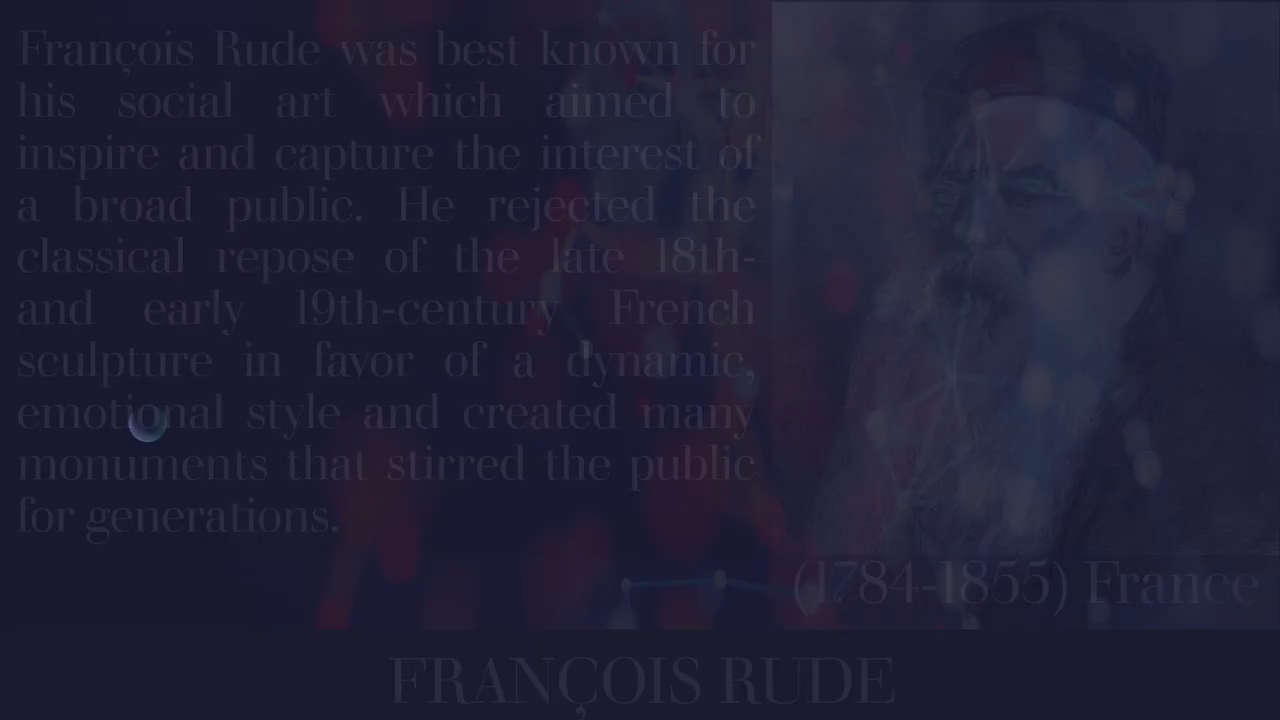 François Rude was best known for
his social art which aimed to
inspire and capture the interest of
a broad public. He rejected the
classical repose of the late 18th-
and early 19th-century French
sculpture in favor of a dynamic,
emotional style and created many
monuments that stirred the public
for generations.
(1784-1855) France
FRANÇOIS RUDE